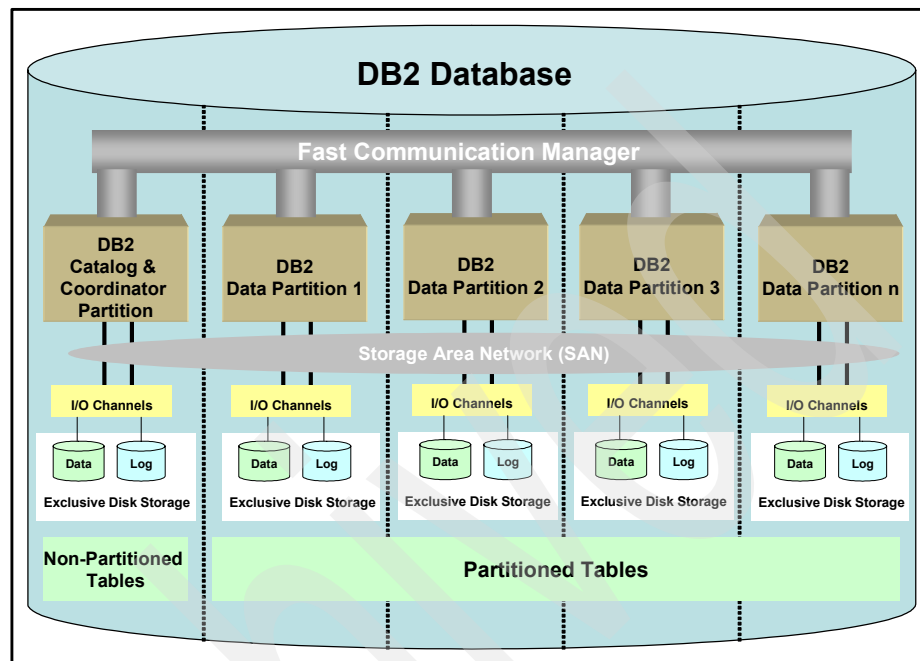 DB2 Database
Fast Communication Manager
DB2
Catalog &
Coordinator
Partition
DB2
Data Partition 1
DB2
Data Partition 2
DB2
Data Partition 3
DB2
Data Partition n
Storage Area Network (SAN)
I/O Channels
I/O Channels
I/O Channels
I/O Channels
I/O Channels
Data
Log
Data
Log
Data
Log
Data
Log
Data
Log
Exclusive Disk Storage
Exclusive Disk Storage
Exclusive Disk Storage
Exclusive Disk Storage
Exclusive Disk Storage
Non-Partitioned
Tables
Partitioned Tables